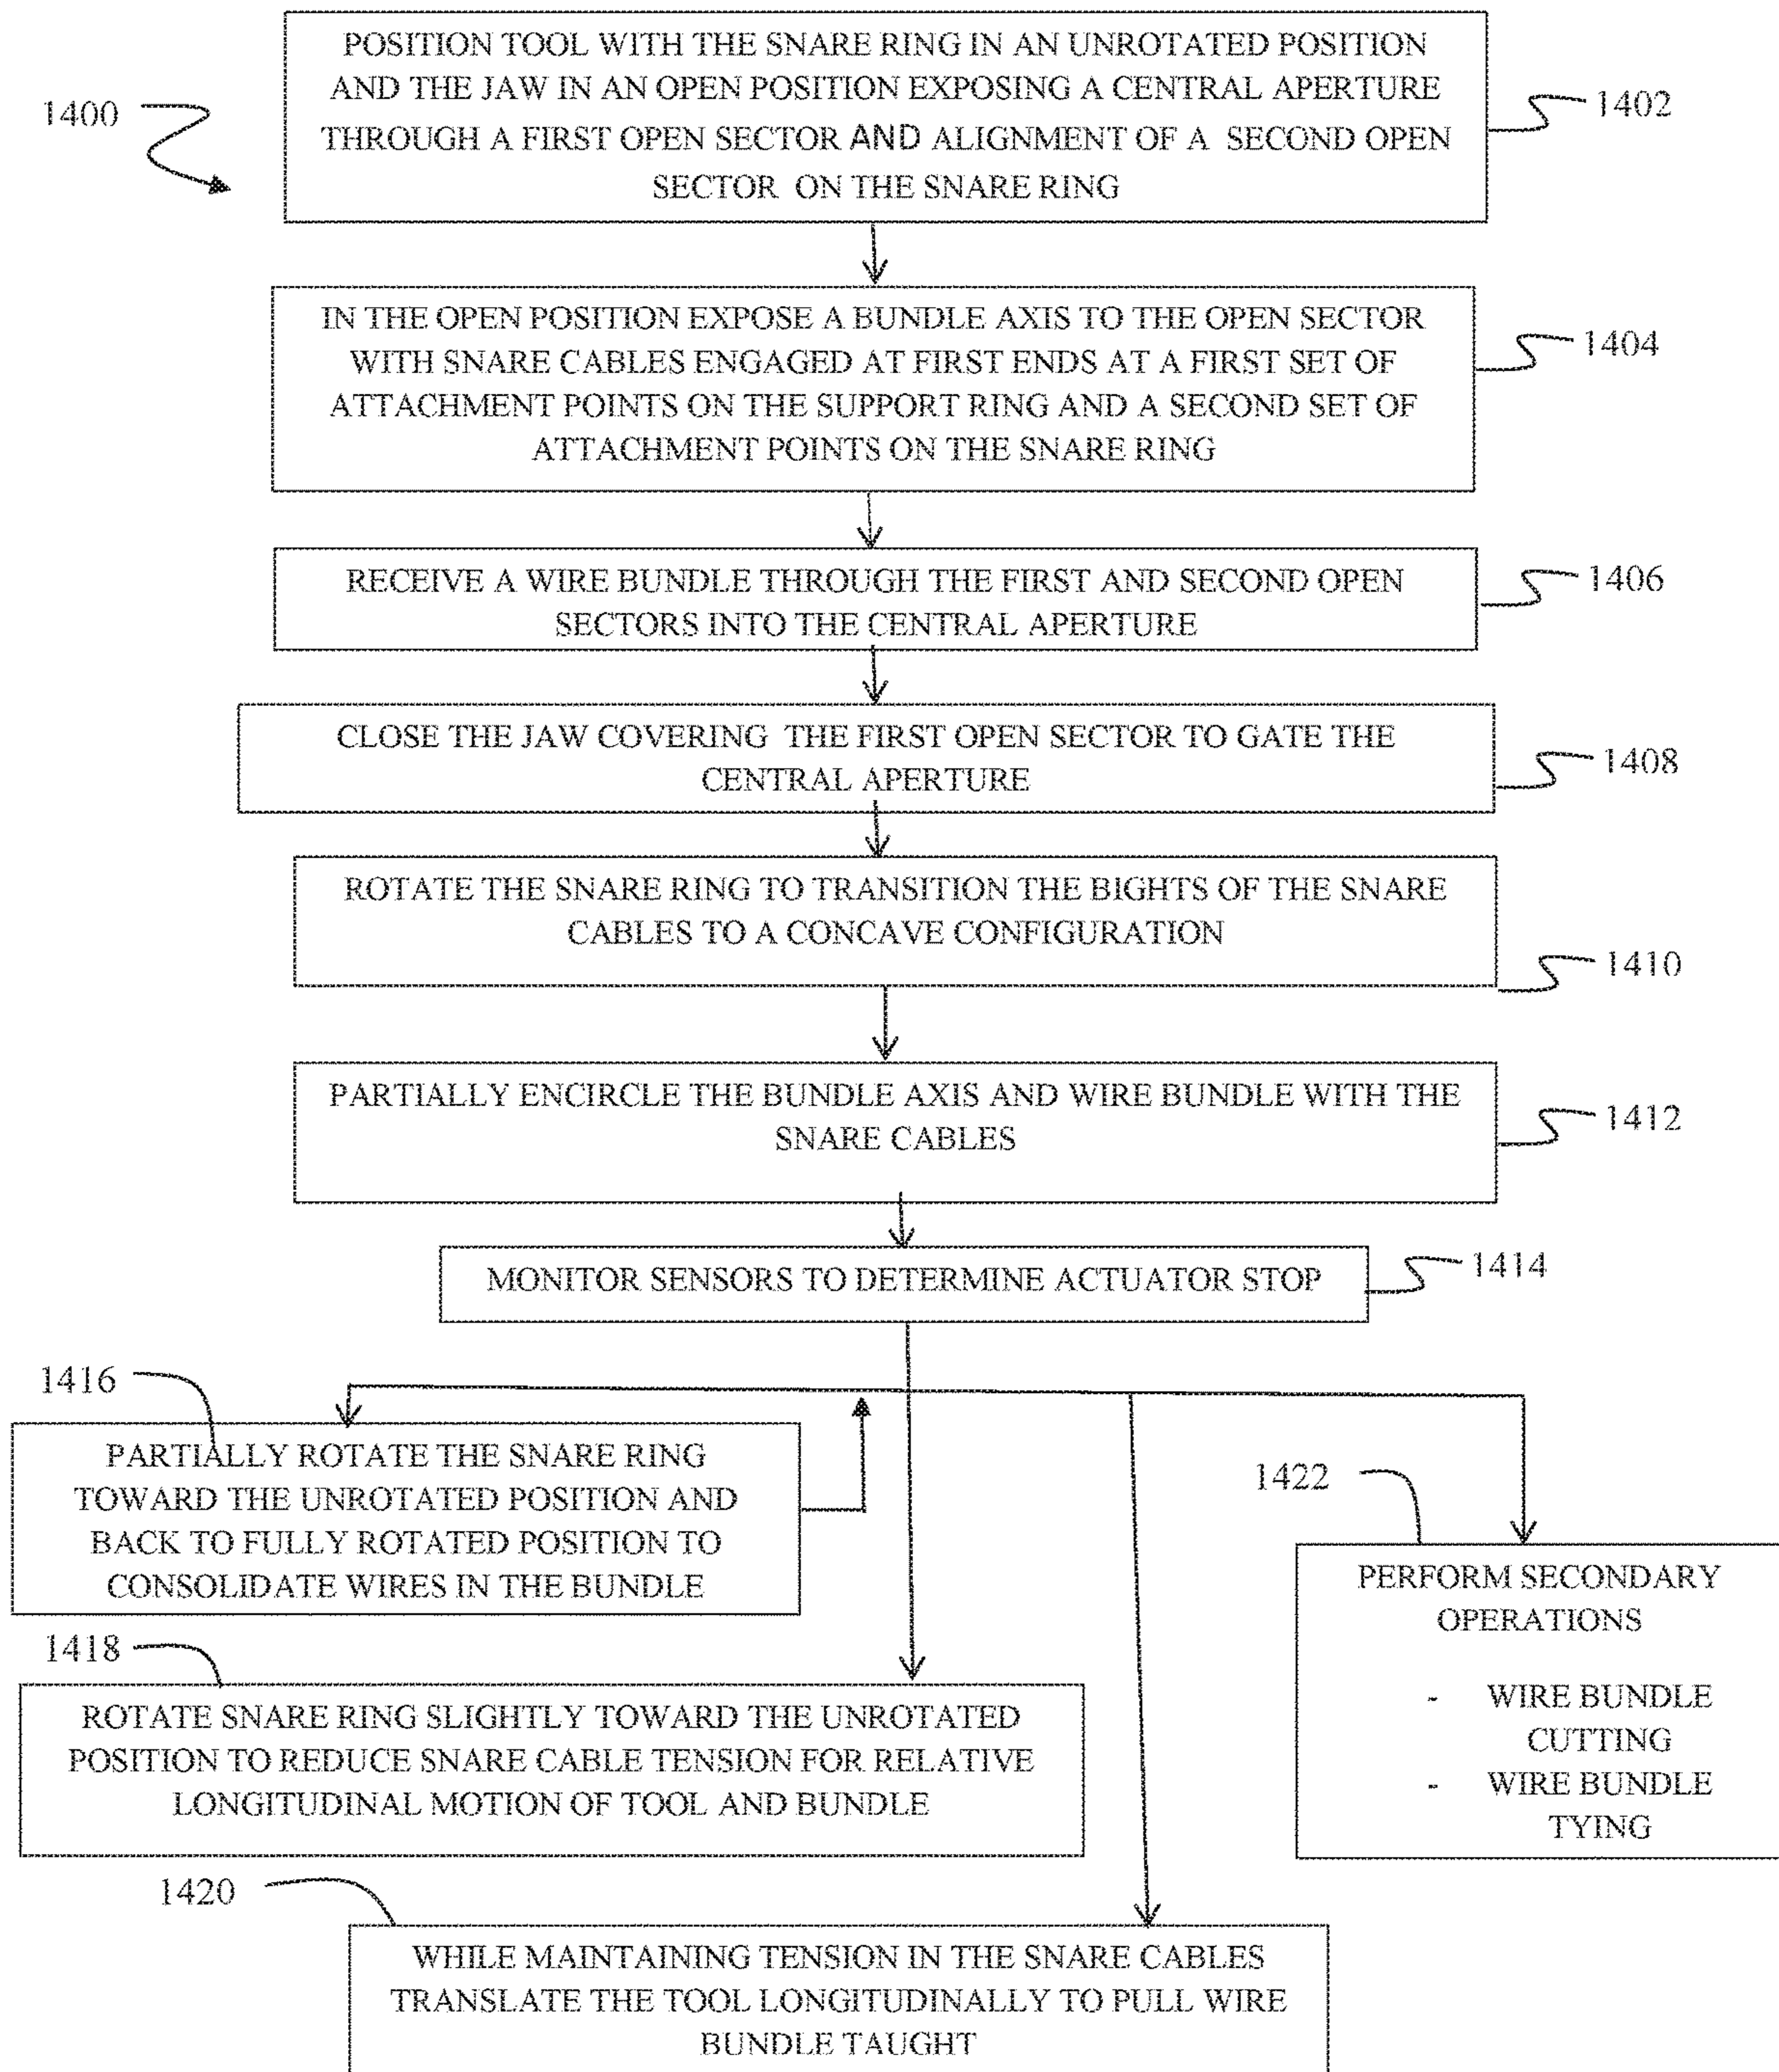 1400
POSITION TOOL WITH THE SNARE RING IN AN UNROTATED POSITION
AND THE JAW IN AN OPEN POSITION EXPOSING A CENTRAL APERTURE
THROUGH A FIRST OPEN SECTOR AND ALIGNMENT OF A SECOND OPEN
SECTOR ON THE SNARE RING
1402
IN THE OPEN POSITION EXPOSE A BUNDLE AXIS TO THE OPEN SECTOR
WITH SNARE CABLES ENGAGED AT FIRST ENDS AT A FIRST SET OF
ATTACHMENT POINTS ON THE SUPPORT RING AND A SECOND SET OF
ATTACHMENT POINTS ON THE SNARE RING
1404
RECEIVE A WIRE BUNDLE THROUGH THE FIRST AND SECOND OPEN
SECTORS INTO THE CENTRAL APERTURE
1406
CLOSE THE JAW COVERING THE FIRST OPEN SECTOR TO GATE THE
CENTRAL APERTURE
1408
ROTATE THE SNARE RING TO TRANSITION THE BIGHTS OF THE SNARE
CABLES TO A CONCAVE CONFIGURATION
1410
PARTIALLY ENCIRCLE THE BUNDLE AXIS AND WIRE BUNDLE WITH THE
SNARE CABLES
1412
MONITOR SENSORS TO DETERMINE ACTUATOR STOP
1414
1416
PARTIALLY ROTATE THE SNARE RING
TOWARD THE UNROTATED POSITION AND
BACK TO FULLY ROTATED POSITION TO
CONSOLIDATE WIRES IN THE BUNDLE
1418
ROTATE SNARE RING SLIGHTLY TOWARD THE UNROTATED
POSITION TO REDUCE SNARE CABLE TENSION FOR RELATIVE
LONGITUDINAL MOTION OF TOOL AND BUNDLE
1420
WHILE MAINTAINING TENSION IN THE SNARE CABLES
TRANSLATE THE TOOL LONGITUDINALLY TO PULL WIRE
BUNDLE TAUGHT
1422
PERFORM SECONDARY
OPERATIONS
- WIRE BUNDLE
CUTTING
- WIRE BUNDLE
TYING